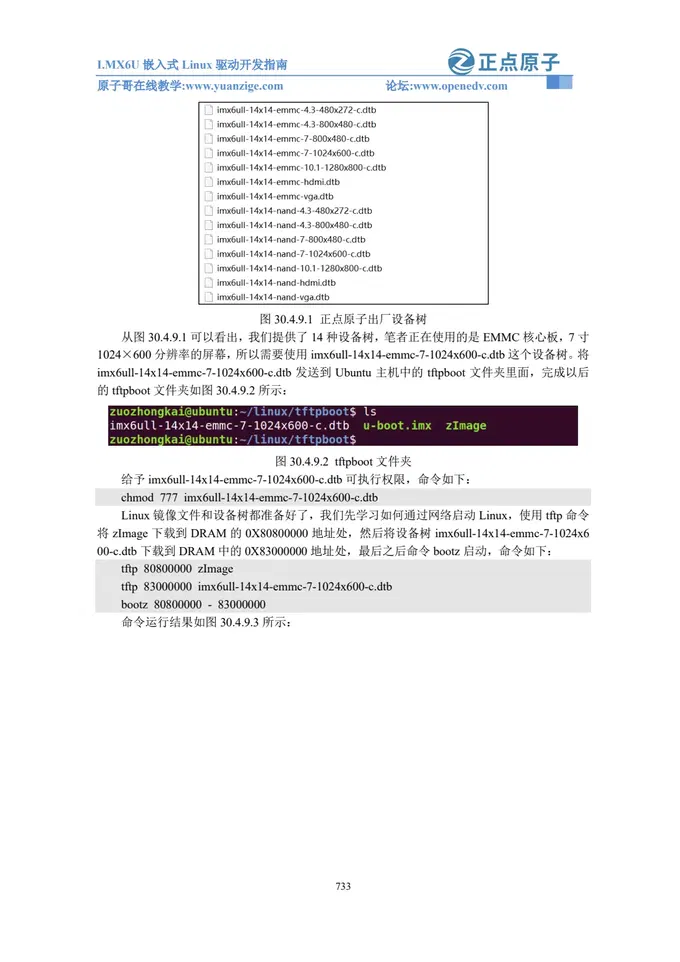 I.MX6U 嵌入式 Linux 驱动开发指南
正点原子
原子哥在线教学:www.yuanzige.com 论坛:www.openedv.com
imx6ull-14x14-emmc-4.3-480x272-c.dtb
imx6ull-14x14-emmc-4.3-800x480-c.dtb
imx6ull-14x14-emmc-7-800x480-c.dtb
imx6ull-14x14-emmc-7-1024x600-c.dtb
imx6ull-14x14-emmc-10.1-1280x800-c.dtb
imx6ull-14x14-emmc-hdmi.dtb
imx6ull-14x14-emmc-vga.dtb
imx6ull-14x14-nand-4.3-480x272-c.dtb
imx6ull-14x14-nand-4.3-800x480-c.dtb
imx6ull-14x14-nand-7-800x480-c.dtb
imx6ull-14x14-nand-7-1024x600-c.dtb
imx6ull-14x14-nand-10.1-1280x800-c.dtb
imx6ull-14x14-nand-hdmi.dtb
imx6ull-14x14-nand-vga.dtb
图 30.4.9.1 正点原子出厂设备树
从图 30.4.9.1 可以看出，我们提供了 14 种设备树，笔者正在使用的是 EMMC 核心板，7 寸
1024×600 分辨率的屏幕，所以需要使用 imx6ull-14x14-emmc-7-1024x600-c.dtb 这个设备树。将
imx6ull-14x14-emmc-7-1024x600-c.dtb 发送到 Ubuntu 主机中的 tftpboot 文件夹里面，完成以后
的 tftpboot 文件夹如图 30.4.9.2 所示：
zuozhongkai@ubuntu:~/linux/tftpboot$ ls
imx6ull-14x14-emmc-7-1024x600-c.dtb u-boot.imx zImage
zuozhongkai@ubuntu:~/linux/tftpboot$
图 30.4.9.2 tftpboot 文件夹
给予 imx6ull-14x14-emmc-7-1024x600-c.dtb 可执行权限，命令如下：
chmod 777 imx6ull-14x14-emmc-7-1024x600-c.dtb
Linux 镜像文件和设备树都准备好了，我们先学习如何通过网络启动 Linux，使用 tftp 命令
将 zImage 下载到 DRAM 的 0X80800000 地址处，然后将设备树 imx6ull-14x14-emmc-7-1024x6
00-c.dtb 下载到 DRAM 中的 0X83000000 地址处，最后之后命令 bootz 启动，命令如下：
tftp 80800000 zImage
tftp 83000000 imx6ull-14x14-emmc-7-1024x600-c.dtb
bootz 80800000 - 83000000
命令运行结果如图 30.4.9.3 所示：
733